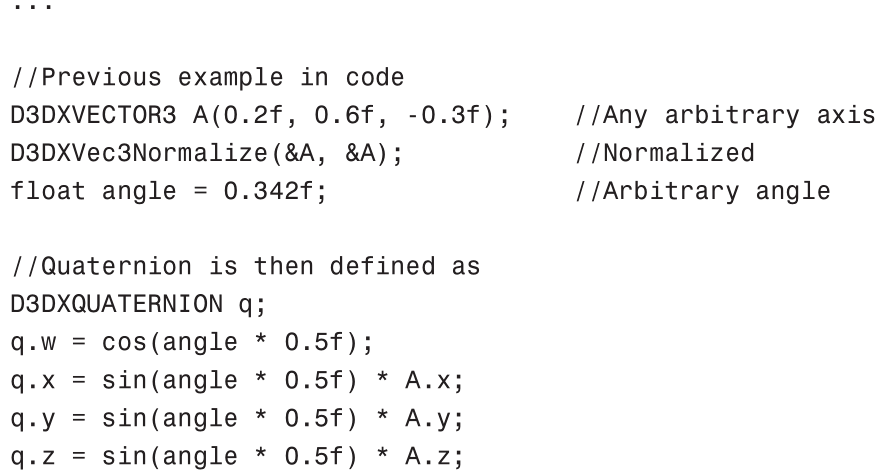 ...
//Previous example in code
D3DXVECTOR3 A(0.2f, 0.6f, -0.3f);    //Any arbitrary axis
D3DXVec3Normalize(&A, &A);           //Normalized
float angle = 0.342f;                //Arbitrary angle
//Quaternion is then defined as
D3DXQUATERNION q;
q.w = cos(angle * 0.5f);
q.x = sin(angle * 0.5f) * A.x;
q.y = sin(angle * 0.5f) * A.y;
q.z = sin(angle * 0.5f) * A.z;